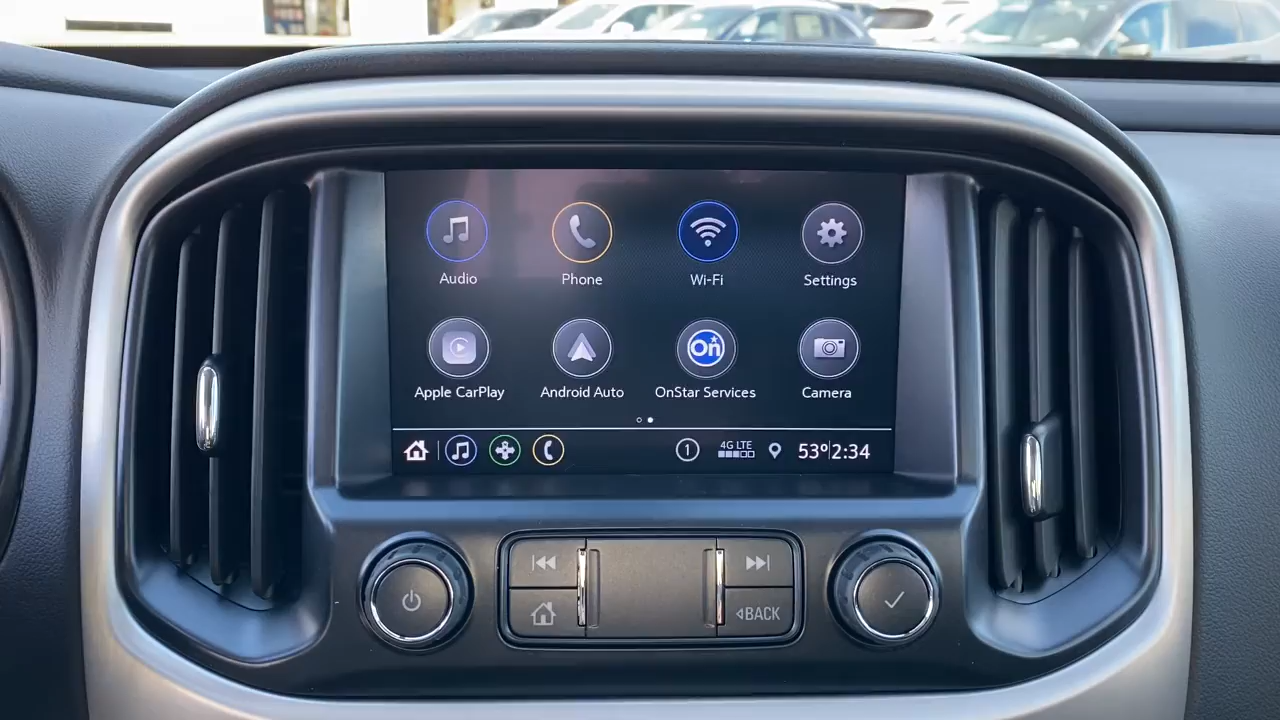 Audio Phone Wi-Fi Settings
On
Apple CarPlay Android Auto OnStar Services Camera
1 4G LTE 53° 2:34
BACK